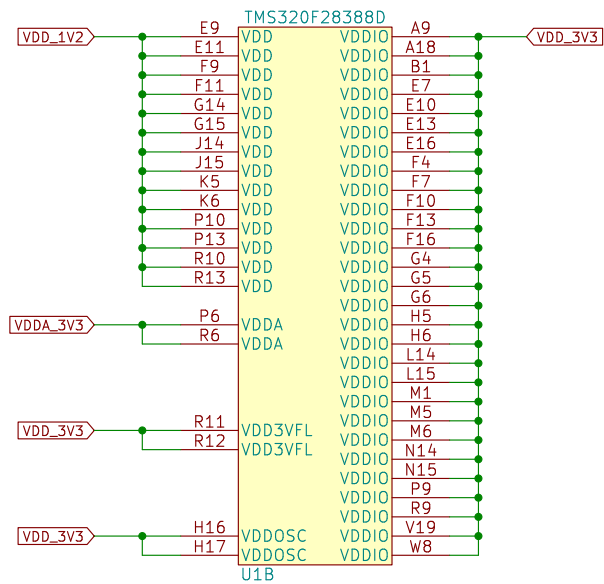 TMS320F28388D
VDD_1V2 E9 VDD VDDIO A9 VDD_3V3
E11 VDD VDDIO A18
F9 VDD VDDIO B1
F11 VDD VDDIO E7
G14 VDD VDDIO E10
G15 VDD VDDIO E13
J14 VDD VDDIO E16
J15 VDD VDDIO F4
K5 VDD VDDIO F7
K6 VDD VDDIO F10
P10 VDD VDDIO F13
P13 VDD VDDIO F16
R10 VDD VDDIO G4
R13 VDD VDDIO G5
VDDIO G6
VDDA_3V3 P6 VDDA VDDIO H5
R6 VDDA VDDIO H6
VDDIO L14
VDDIO L15
VDDIO M1
VDDIO M5
VDD_3V3 R11 VDD3VFL VDDIO M6
R12 VDD3VFL VDDIO N14
VDDIO N15
VDDIO P9
VDDIO R9
VDD_3V3 H16 VDDOSC VDDIO V19
H17 VDDOSC VDDIO W8
U1B